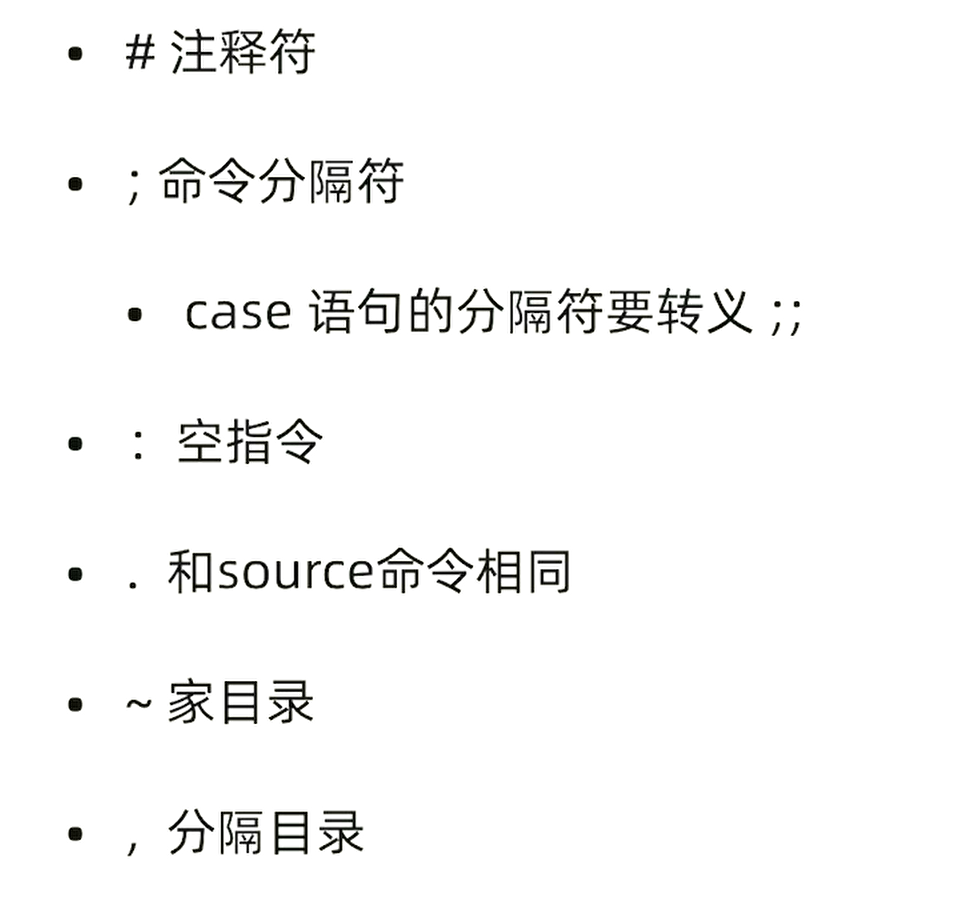 • # 注释符
• ; 命令分隔符
• case 语句的分隔符要转义 ;;
• : 空指令
• . 和source命令相同
• ~ 家目录
• , 分隔目录